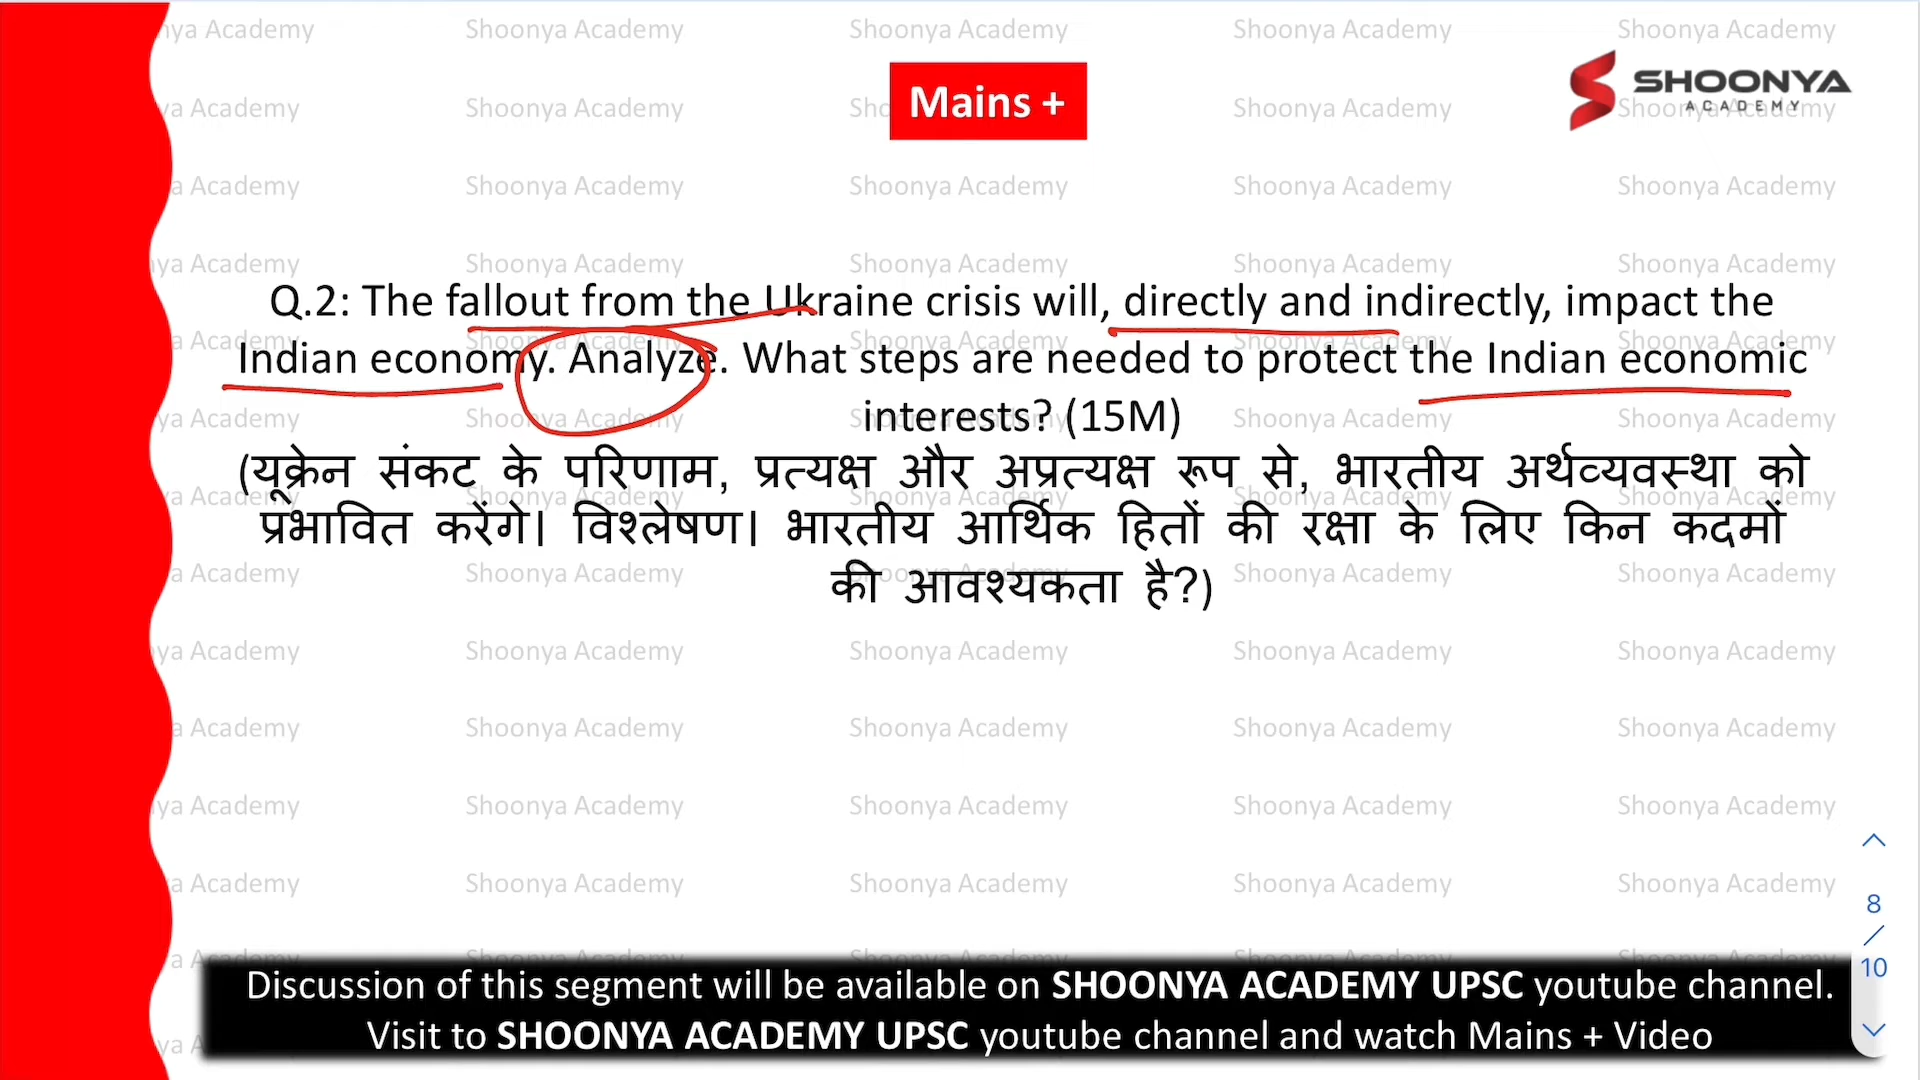 Mains +
SHOONYA
ACADEMY
Q.2: The fallout from the Ukraine crisis will, directly and indirectly, impact the
Indian economy. Analyze. What steps are needed to protect the Indian economic
interests? (15M)
(यूक्रेन संकट के परिणाम, प्रत्यक्ष और अप्रत्यक्ष रूप से, भारतीय अर्थव्यवस्था को
प्रभावित करेंगे| विश्लेषण| भारतीय आर्थिक हितों की रक्षा के लिए किन कदमों
की आवश्यकता है?)
8
/
10
Discussion of this segment will be available on SHOONYA ACADEMY UPSC youtube channel.
Visit to SHOONYA ACADEMY UPSC youtube channel and watch Mains + Video